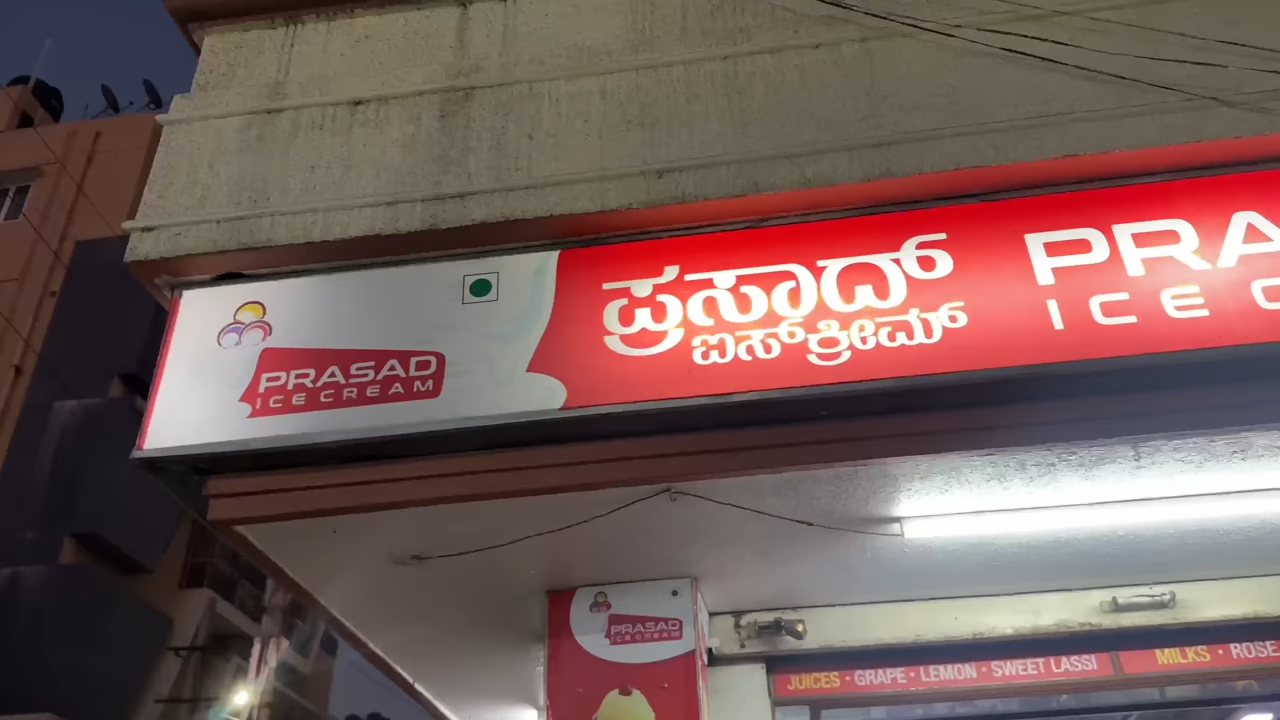 PRASAD
ICE CREAM
ಪ್ರಸಾದ್
ಐಸ್‌ಕ್ರೀಮ್
PRA
ICE C
PRASAD
ICE CREAM
JUICES · GRAPE · LEMON · SWEET LASSI
MILKS · ROSE